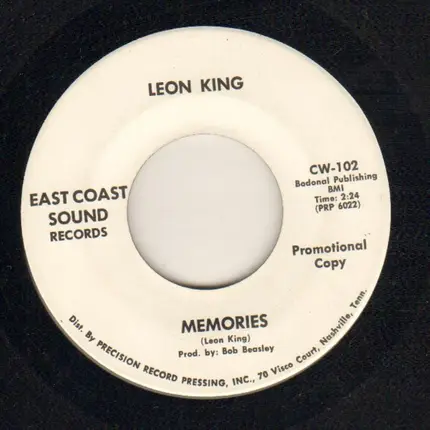 LEON KING
EAST COAST
SOUND
RECORDS
CW-102
Bodonal Publishing
BMI
Time: 2:24
(PRP 6022)
Promotional
Copy
MEMORIES
(Leon King)
Prod. by: Bob Beasley
Dist. By PRECISION RECORD PRESSING, INC., 70 Visco Court, Nashville, Tenn.